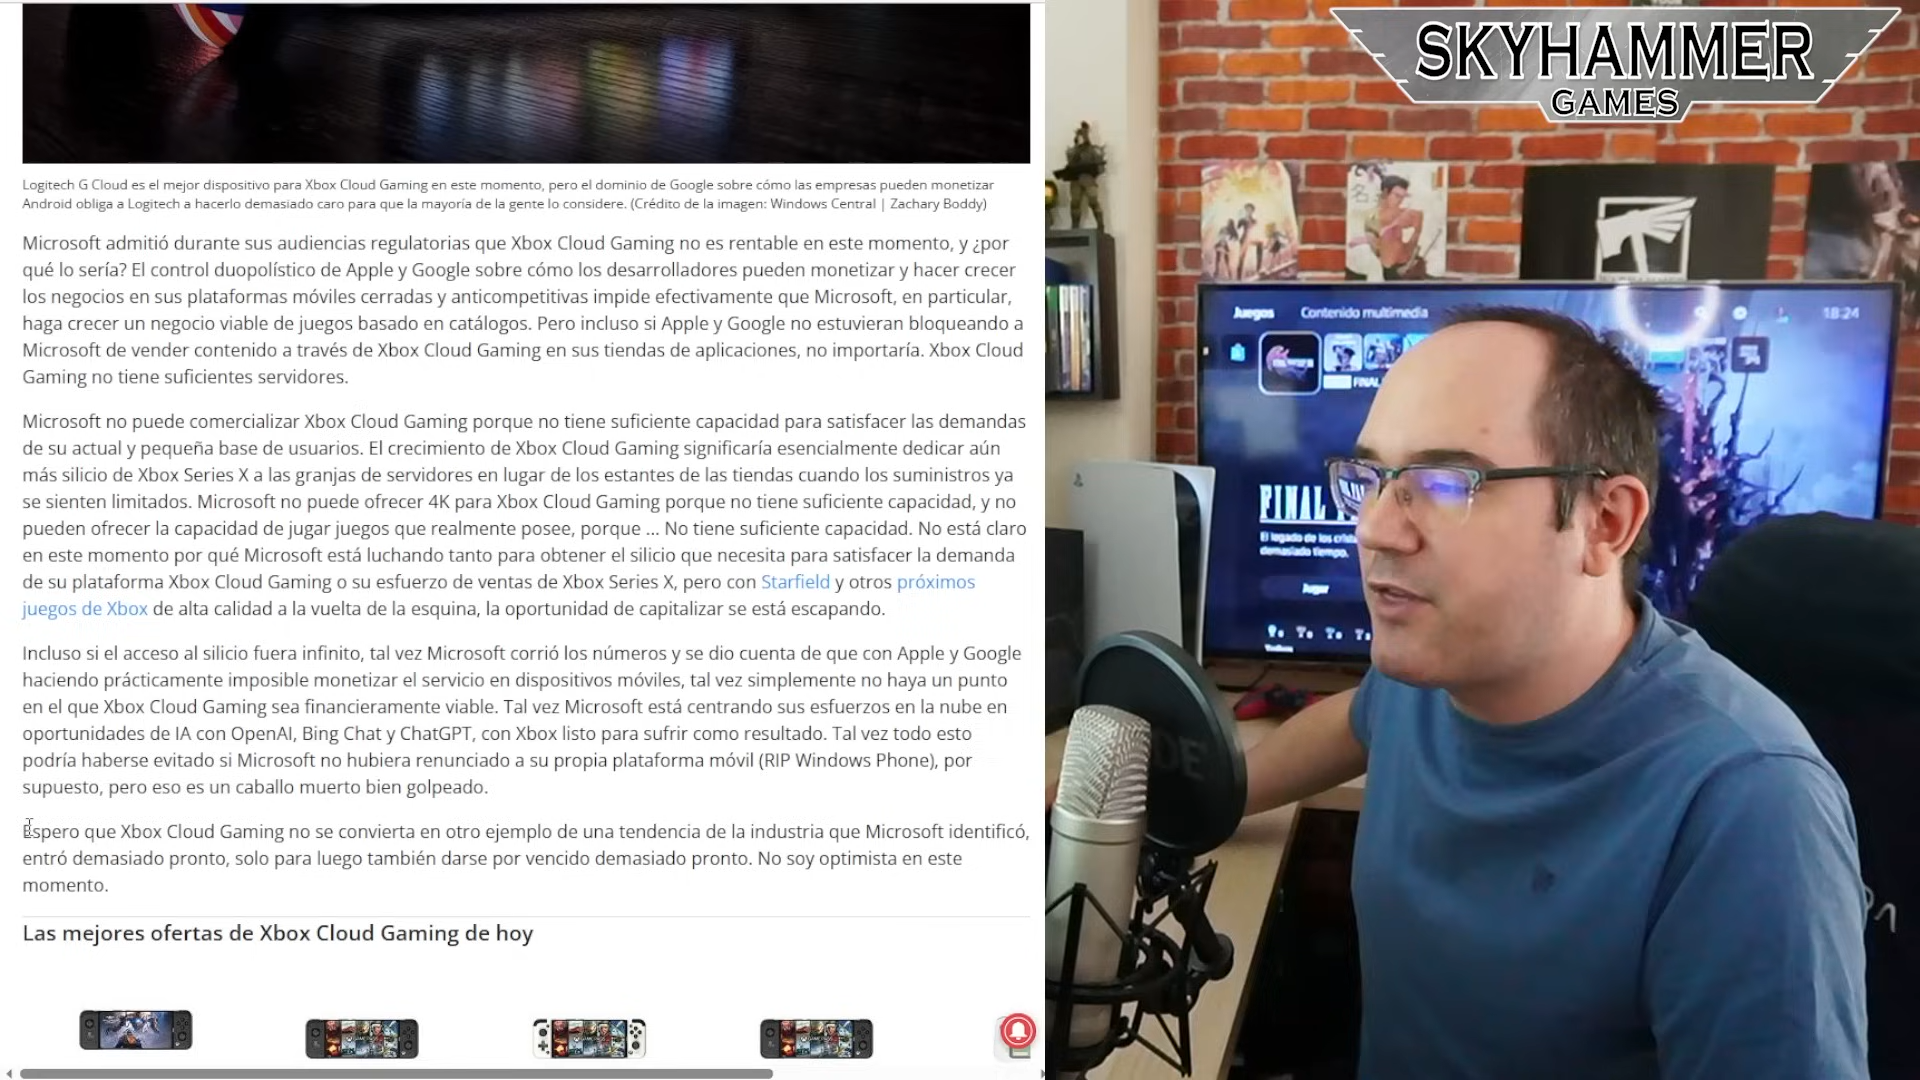 Logitech G Cloud es el mejor dispositivo para Xbox Cloud Gaming en este momento, pero el dominio de Google sobre cómo las empresas pueden monetizar
Android obliga a Logitech a hacerlo demasiado caro para que la mayoría de la gente lo considere. (Crédito de la imagen: Windows Central | Zachary Boddy)
Microsoft admitió durante sus audiencias regulatorias que Xbox Cloud Gaming no es rentable en este momento, y ¿por
qué lo sería? El control duopolístico de Apple y Google sobre cómo los desarrolladores pueden monetizar y hacer crecer
los negocios en sus plataformas móviles cerradas y anticompetitivas impide efectivamente que Microsoft, en particular,
haga crecer un negocio viable de juegos basado en catálogos. Pero incluso si Apple y Google no estuvieran bloqueando a
Microsoft de vender contenido a través de Xbox Cloud Gaming en sus tiendas de aplicaciones, no importaría. Xbox Cloud
Gaming no tiene suficientes servidores.
Microsoft no puede comercializar Xbox Cloud Gaming porque no tiene suficiente capacidad para satisfacer las demandas
de su actual y pequeña base de usuarios. El crecimiento de Xbox Cloud Gaming significaría esencialmente dedicar aún
más silicio de Xbox Series X a las granjas de servidores en lugar de los estantes de las tiendas cuando los suministros ya
se sienten limitados. Microsoft no puede ofrecer 4K para Xbox Cloud Gaming porque no tiene suficiente capacidad, y no
pueden ofrecer la capacidad de jugar juegos que realmente posee, porque ... No tiene suficiente capacidad. No está claro
en este momento por qué Microsoft está luchando tanto para obtener el silicio que necesita para satisfacer la demanda
de su plataforma Xbox Cloud Gaming o su esfuerzo de ventas de Xbox Series X, pero con Starfield y otros próximos
juegos de Xbox de alta calidad a la vuelta de la esquina, la oportunidad de capitalizar se está escapando.
Incluso si el acceso al silicio fuera infinito, tal vez Microsoft corrió los números y se dio cuenta de que con Apple y Google
haciendo prácticamente imposible monetizar el servicio en dispositivos móviles, tal vez simplemente no haya un punto
en el que Xbox Cloud Gaming sea financieramente viable. Tal vez Microsoft está centrando sus esfuerzos en la nube en
oportunidades de IA con OpenAI, Bing Chat y ChatGPT, con Xbox listo para sufrir como resultado. Tal vez todo esto
podría haberse evitado si Microsoft no hubiera renunciado a su propia plataforma móvil (RIP Windows Phone), por
supuesto, pero eso es un caballo muerto bien golpeado.
Espero que Xbox Cloud Gaming no se convierta en otro ejemplo de una tendencia de la industria que Microsoft identificó,
entró demasiado pronto, solo para luego también darse por vencido demasiado pronto. No soy optimista en este
momento.
Las mejores ofertas de Xbox Cloud Gaming de hoy
SKYHAMMER
GAMES
Juegos Contenido multimedia 18:24
FINAL
El legado de los
demasiado tiempo.
Jugar